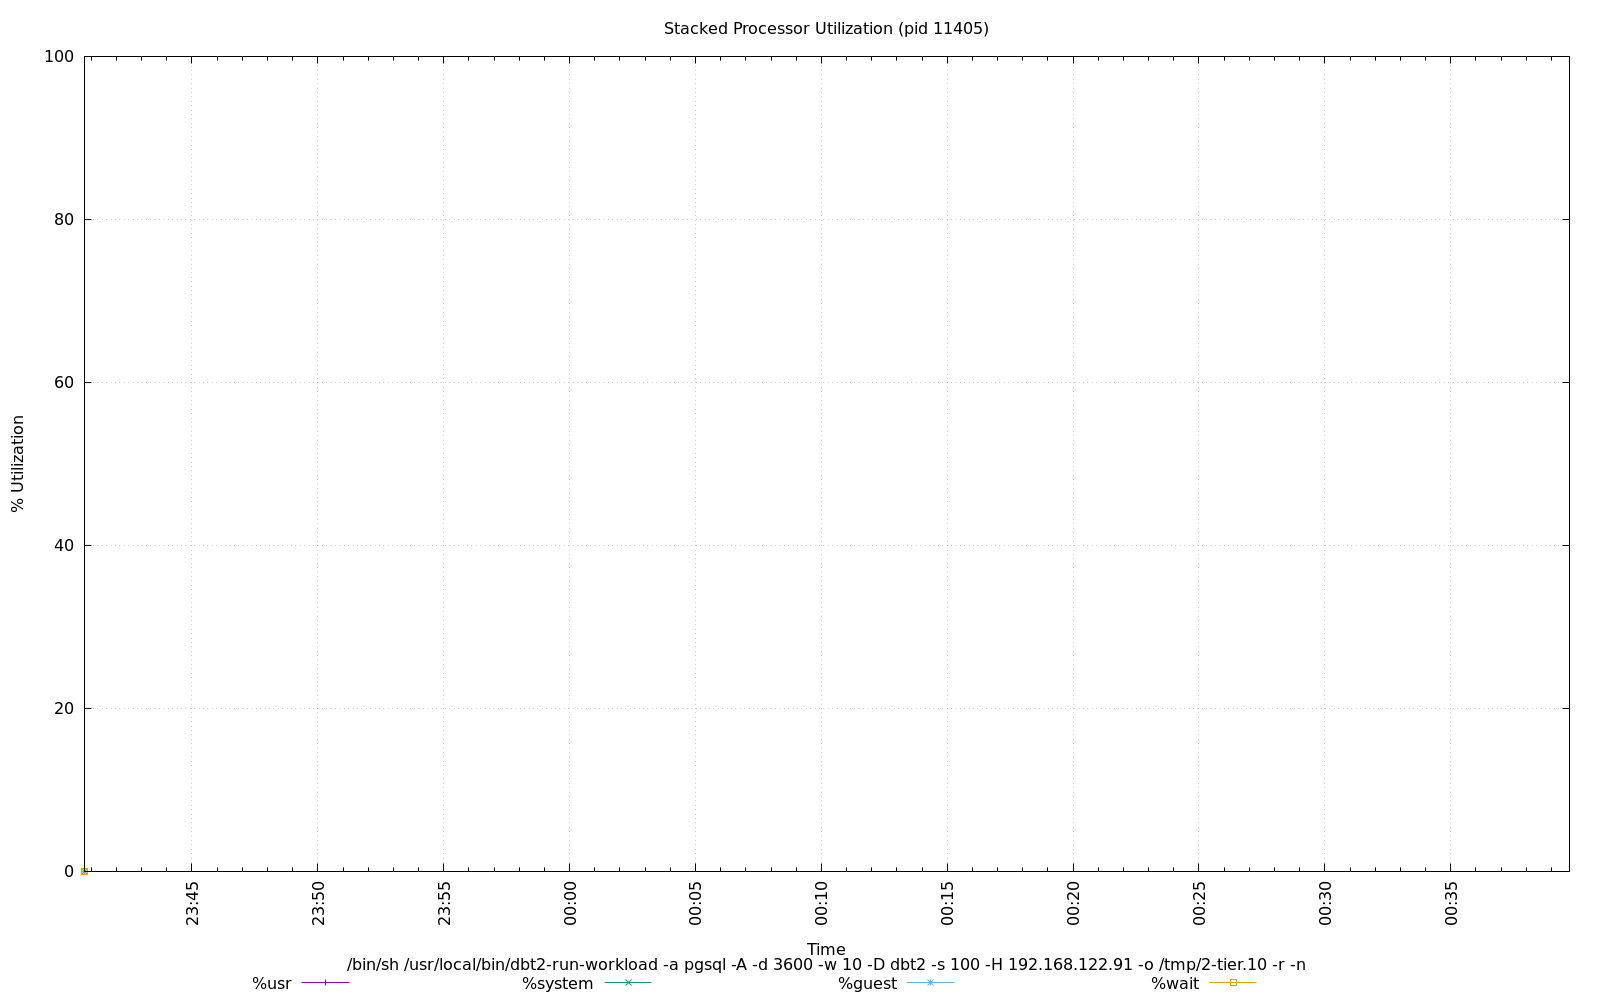 Stacked Processor Utilization (pid 11405)
100
80
60
40
20
0
% Utilization
23:45 23:50 23:55 00:00 00:05 00:10 00:15 00:20 00:25 00:30 00:35
Time
/bin/sh /usr/local/bin/dbt2-run-workload -a pgsql -A -d 3600 -w 10 -D dbt2 -s 100 -H 192.168.122.91 -o /tmp/2-tier.10 -r -n
%usr %system %guest %wait